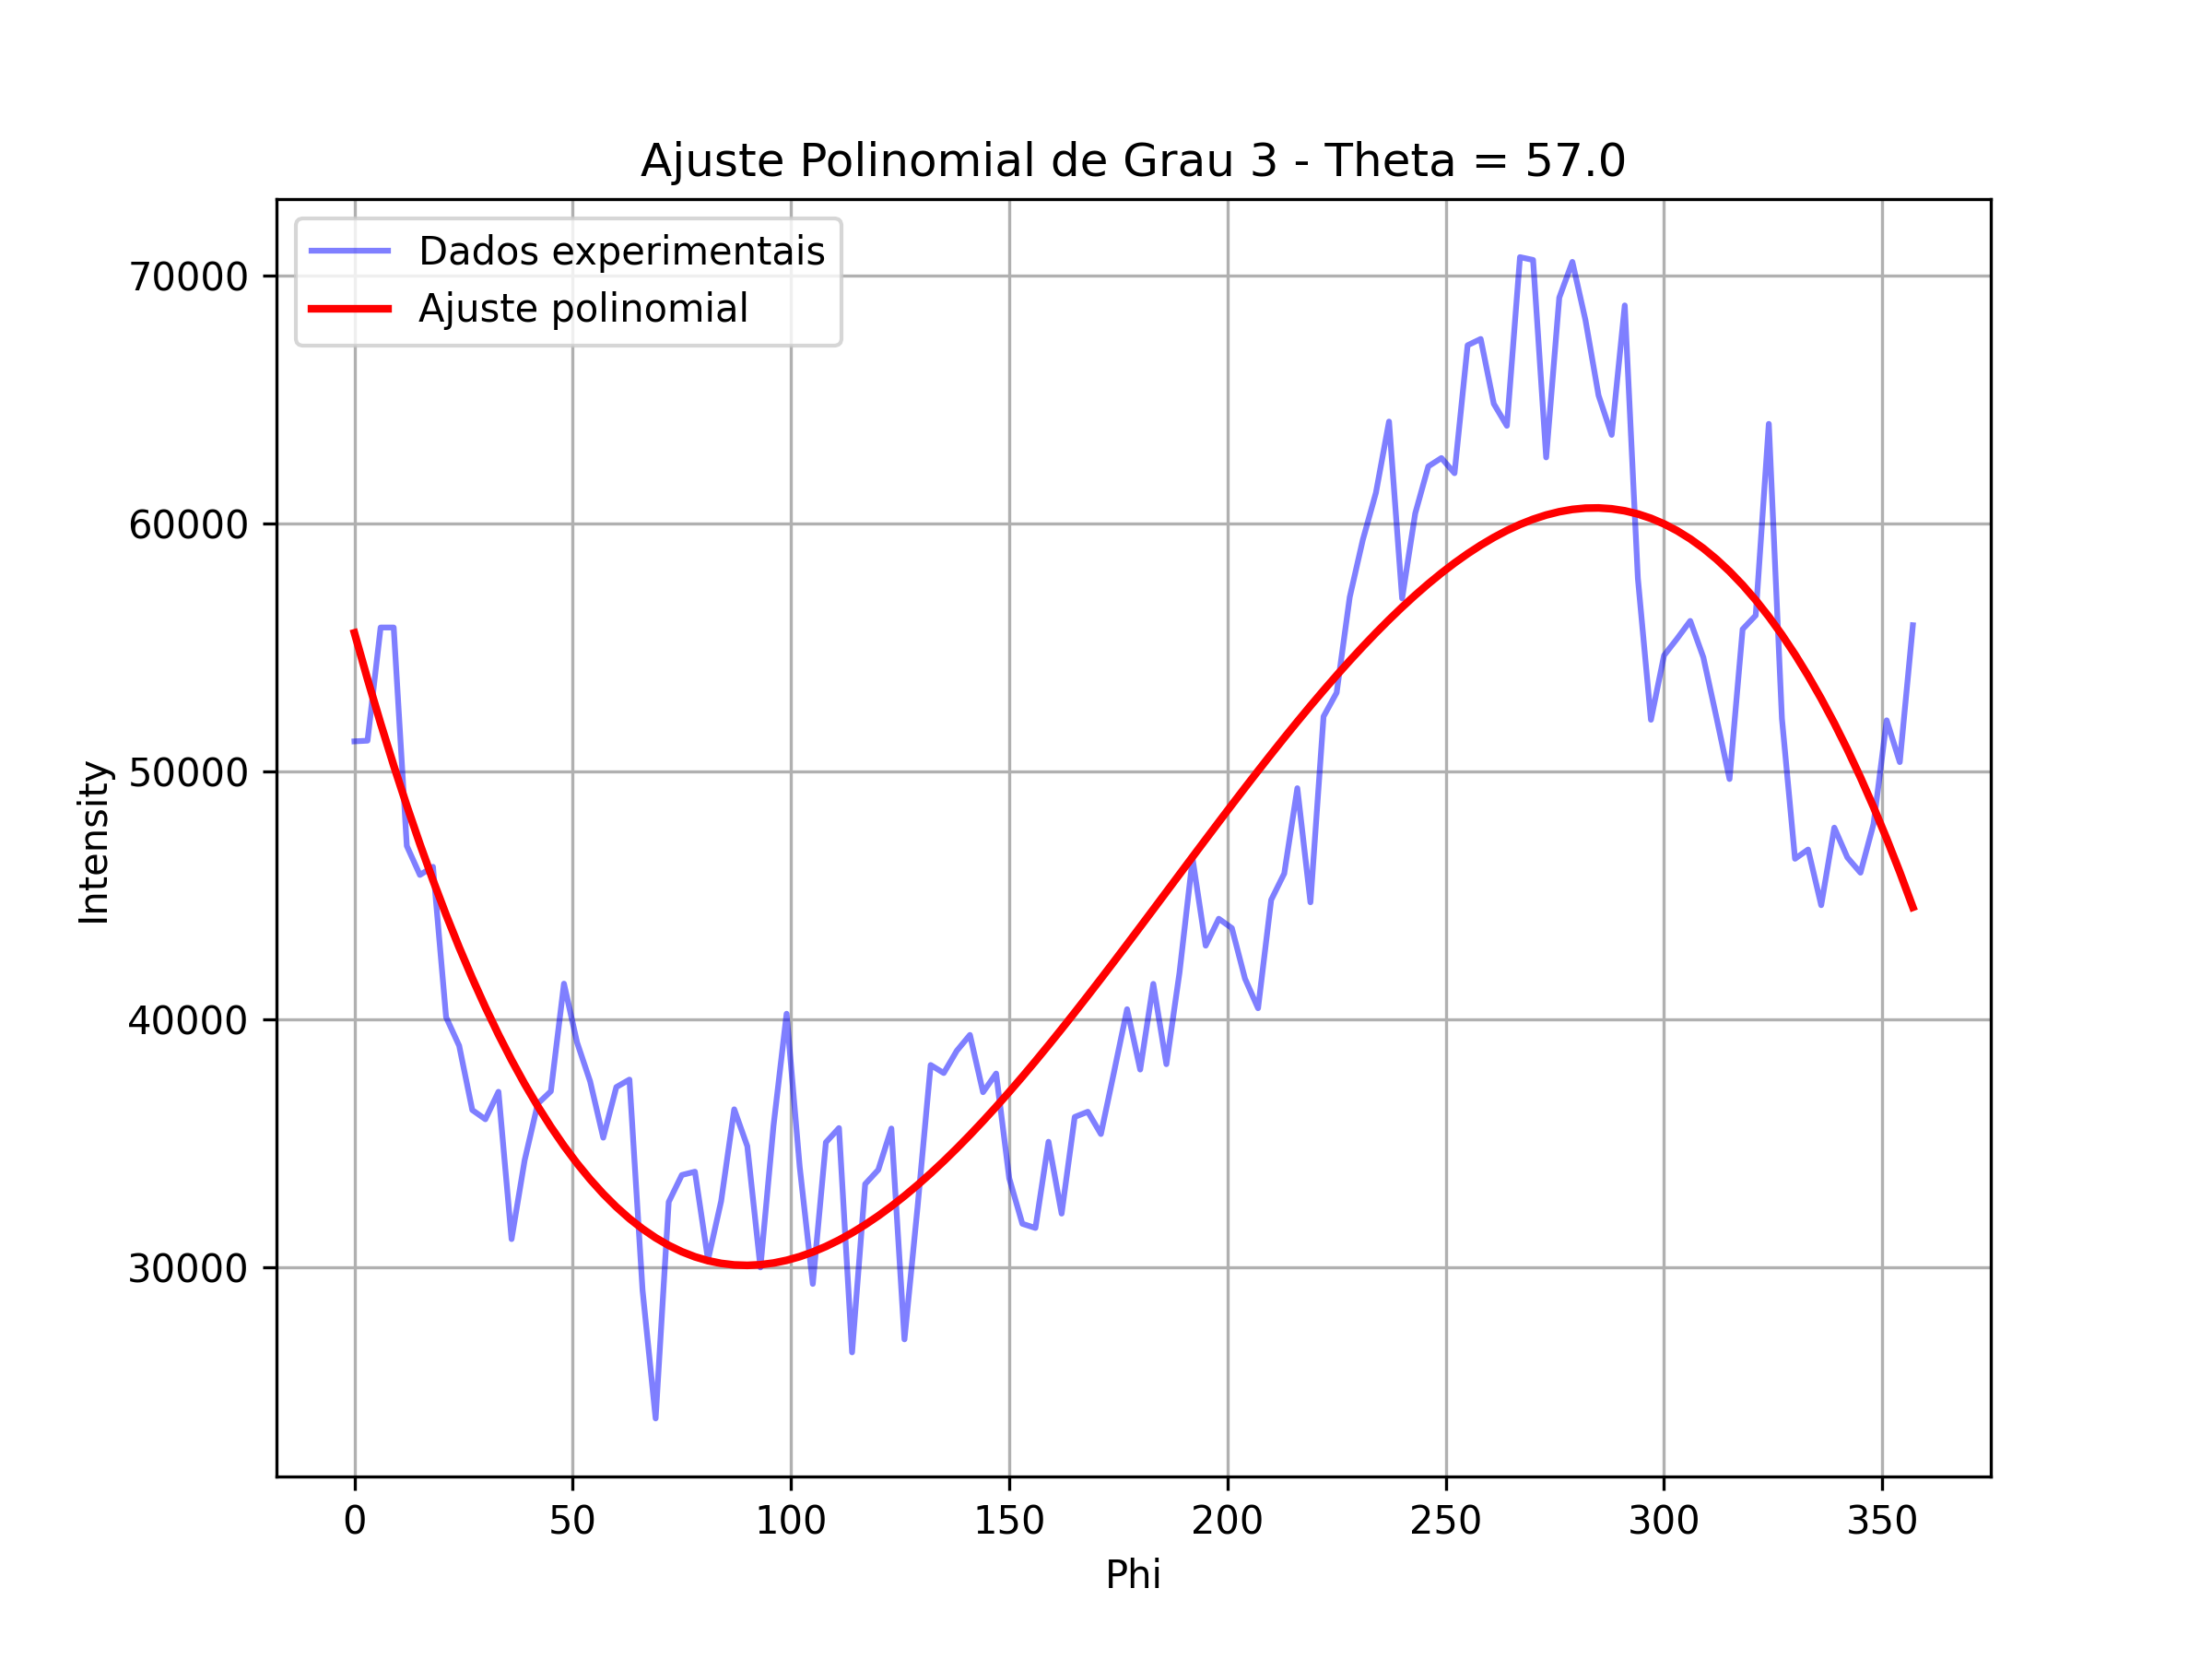 Ajuste Polinomial de Grau 3 - Theta = 57.0
Dados experimentais
Ajuste polinomial
70000
60000
50000
40000
30000
Intensity
0 50 100 150 200 250 300 350
Phi